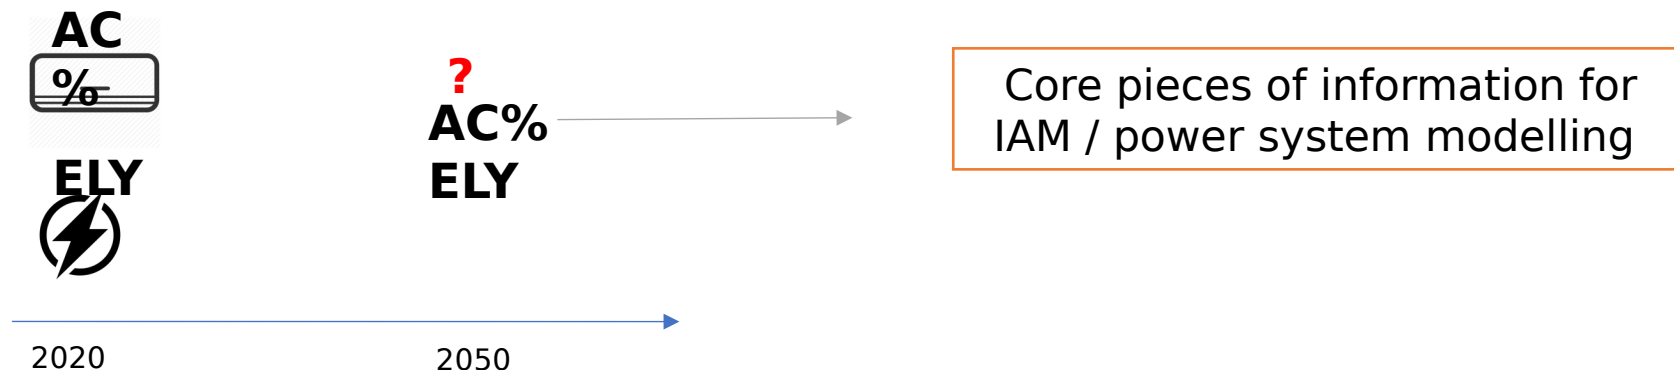 AC
%
ELY
?
AC%
ELY
Core pieces of information for
IAM / power system modelling
2020
2050